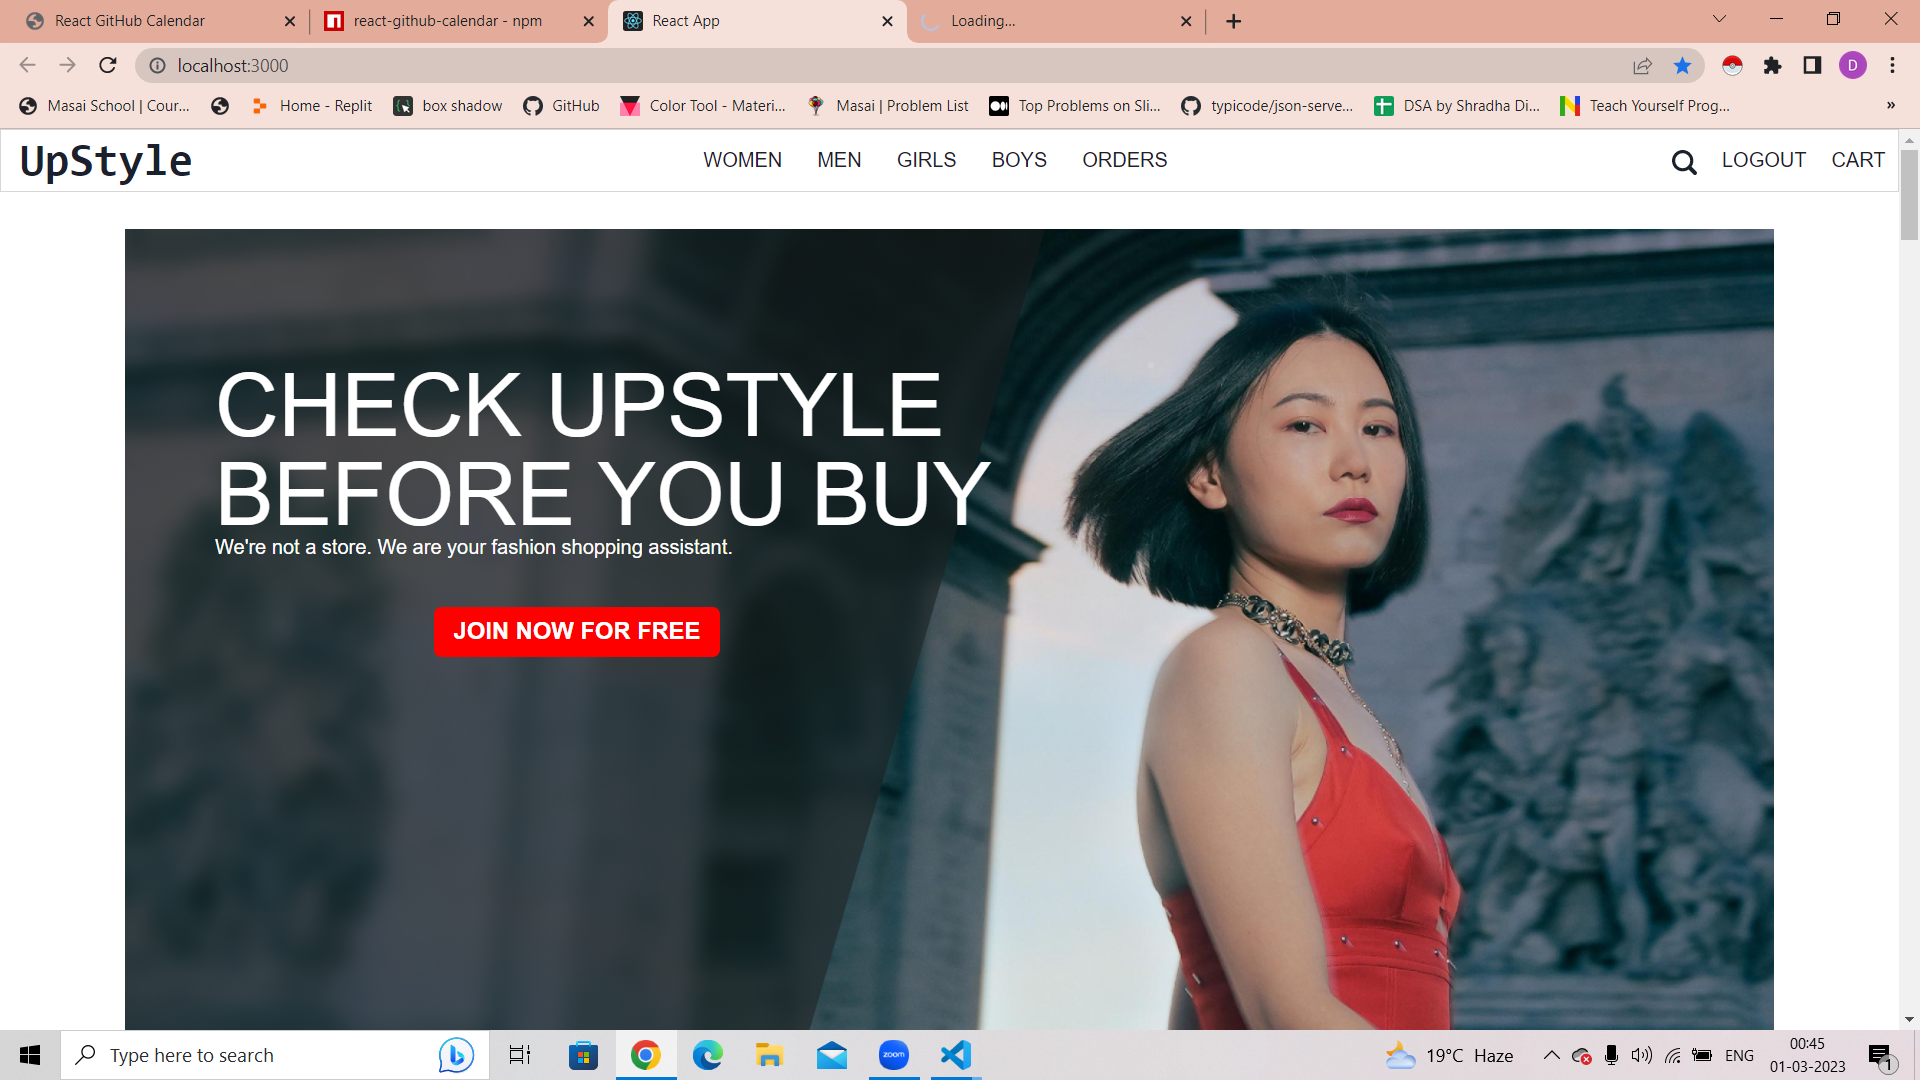 React GitHub Calendar
react-github-calendar - npm
React App
Loading...
localhost:3000
D
Masai School | Cour...
Home - Replit
box shadow
GitHub
Color Tool - Materi...
Masai | Problem List
Top Problems on Sli...
typicode/json-serve...
DSA by Shradha Di...
Teach Yourself Prog...
»
UpStyle
WOMEN
MEN
GIRLS
BOYS
ORDERS
LOGOUT
CART
CHECK UPSTYLE
BEFORE YOU BUY
We're not a store. We are your fashion shopping assistant.
JOIN NOW FOR FREE
Type here to search
zoom
19°C Haze
ENG
00:45
01-03-2023
1